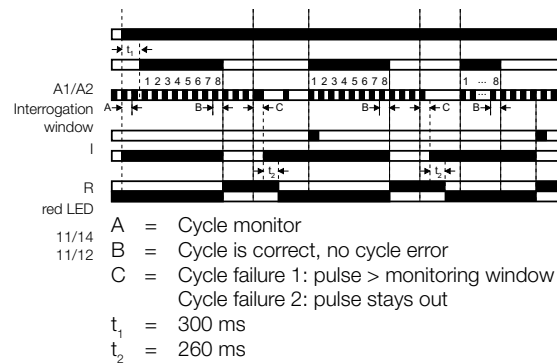 t1
1 2 3 4 5 6 7 8 1 2 3 4 5 6 7 8 1 ... 8
A1/A2
Interrogation A B C B C B
window
I
t2 t2
R
red LED
11/14
11/12
A = Cycle monitor
B = Cycle is correct, no cycle error
C = Cycle failure 1: pulse > monitoring window
Cycle failure 2: pulse stays out
t1 = 300 ms
t2 = 260 ms